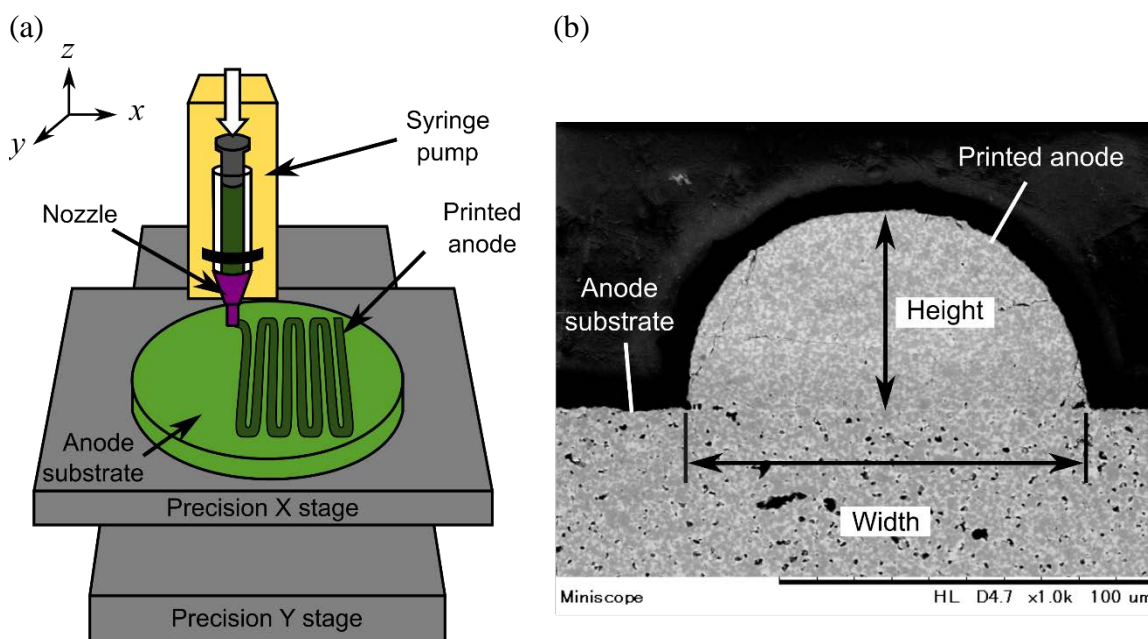 (a)
z
x
y
Syringe
pump
Nozzle
Printed
anode
Anode
substrate
Precision X stage
Precision Y stage
(b)
Printed anode
Anode
substrate
Height
Width
Miniscope
HL D4.7 x1.0k 100 um